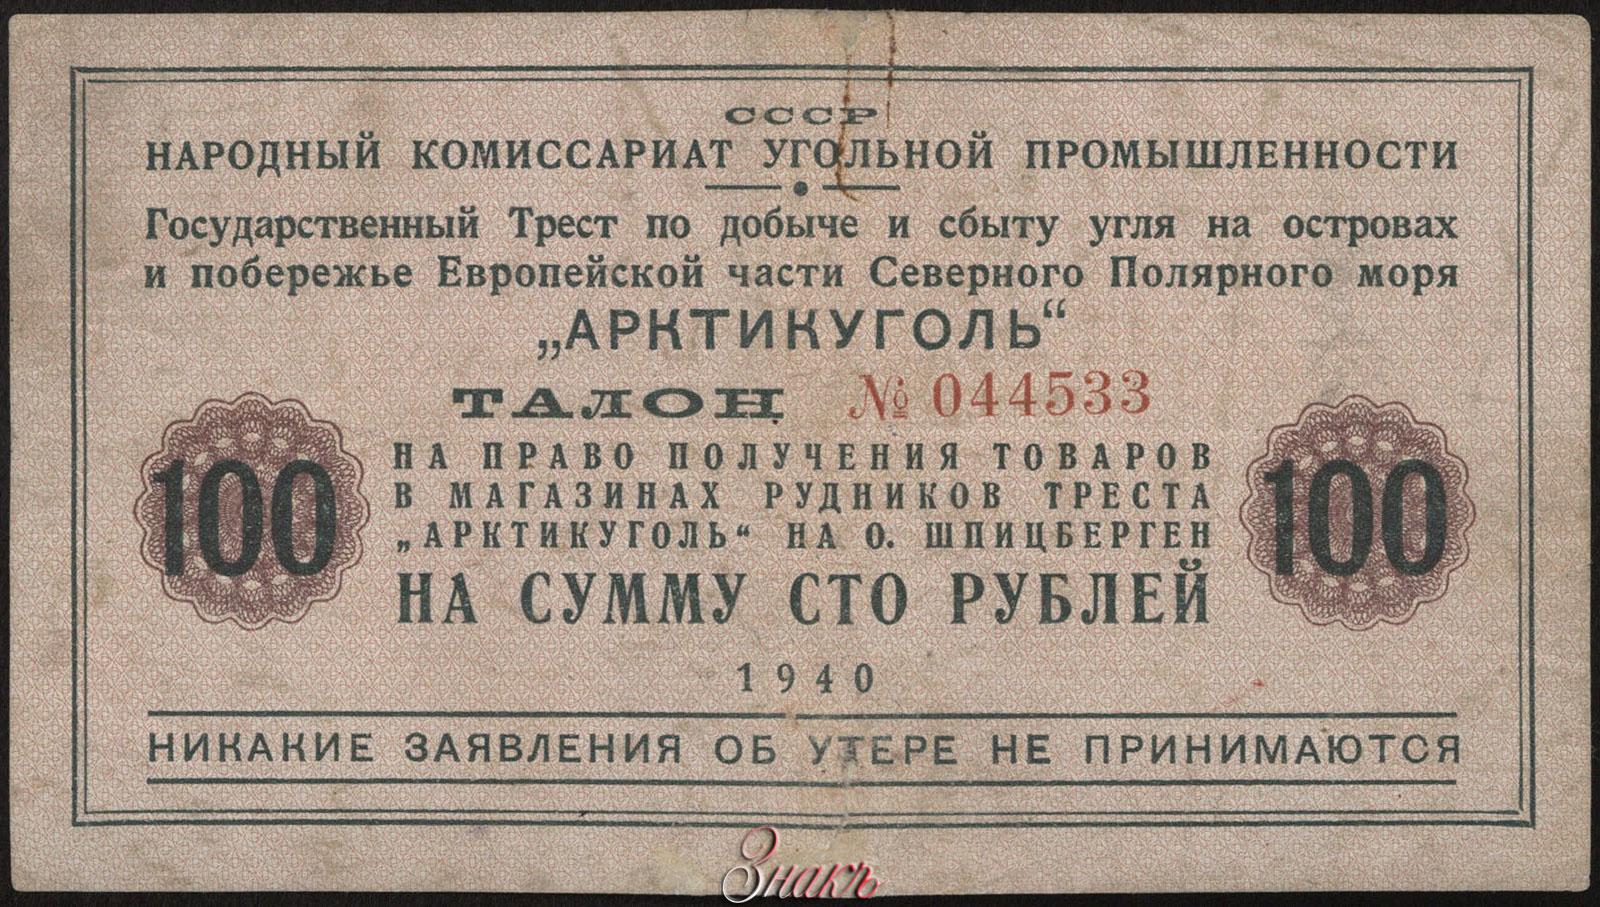 СССР
НАРОДНЫЙ КОМИССАРИАТ УГОЛЬНОЙ ПРОМЫШЛЕННОСТИ
Государственный Трест по добыче и сбыту угля на островах
и побережье Европейской части Северного Полярного моря
„АРКТИКУГОЛЬ“
ТАЛОН № 044533
НА ПРАВО ПОЛУЧЕНИЯ ТОВАРОВ
В МАГАЗИНАХ РУДНИКОВ ТРЕСТА
„АРКТИКУГОЛЬ“ НА О. ШПИЦБЕРГЕН
100
100
НА СУММУ СТО РУБЛЕЙ
1940
НИКАКИЕ ЗАЯВЛЕНИЯ ОБ УТЕРЕ НЕ ПРИНИМАЮТСЯ
Знакъ